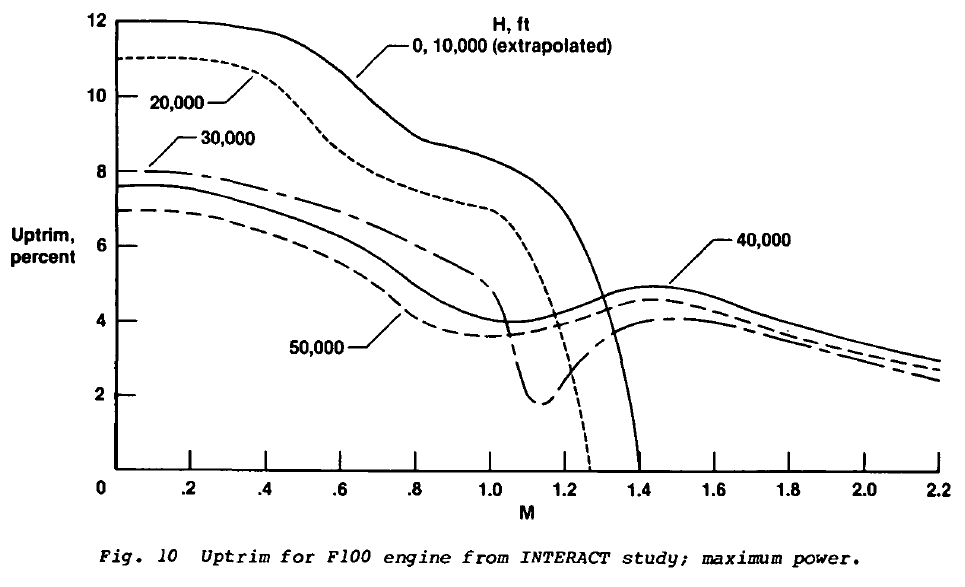 H, ft
0, 10,000 (extrapolated)
20,000
30,000
40,000
50,000
Uptrim,
percent
12
10
8
6
4
2
0 .2 .4 .6 .8 1.0 1.2 1.4 1.6 1.8 2.0 2.2
M
Fig. 10 Uptrim for F100 engine from INTERACT study; maximum power.